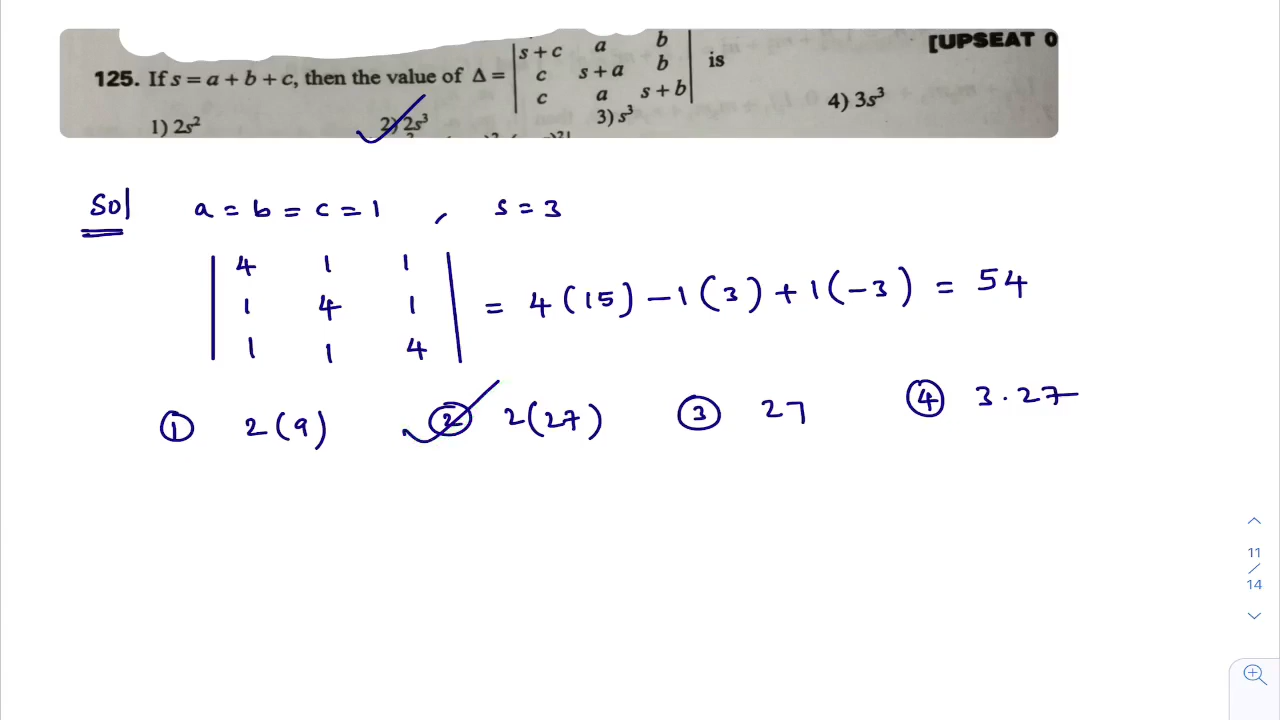 [UPSEAT 0
s+c a b
125. If s = a + b + c, then the value of Δ = c s+a b is
c a s+b
1) 2s² 2) 2s³ 3) s³ 4) 3s³
Sol a = b = c = 1 , s = 3
4 1 1
1 4 1 = 4(15) – 1(3) + 1(–3) = 54
1 1 4
① 2(9) ② 2(27) ③ 27 ④ 3.27
11
/
14